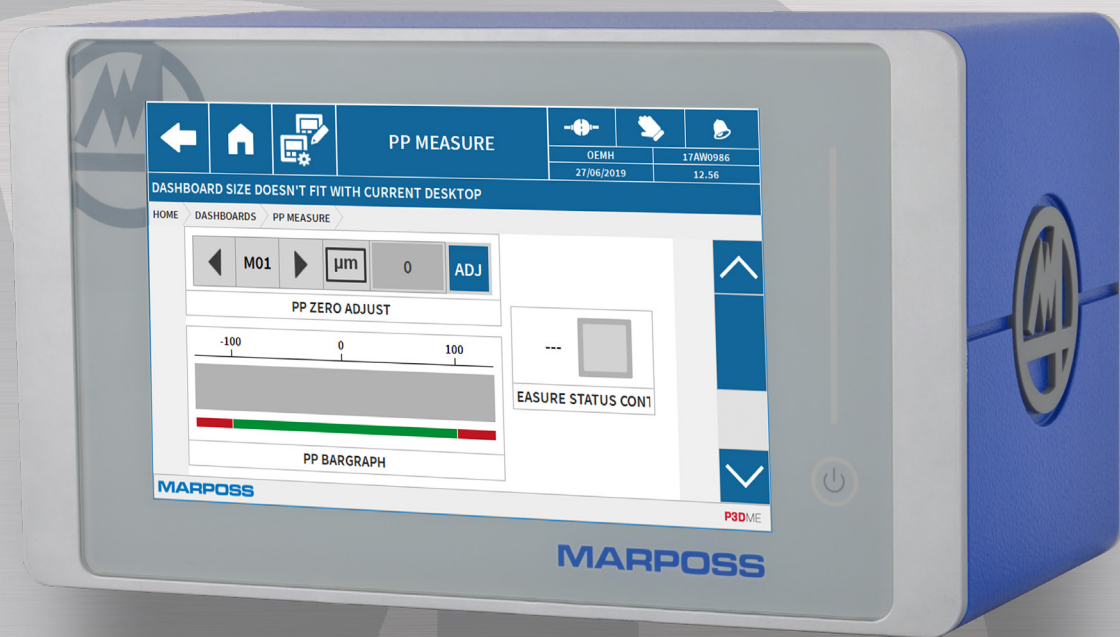 PP MEASURE
OEMH
17AW0986
27/06/2019
12.56
DASHBOARD SIZE DOESN'T FIT WITH CURRENT DESKTOP
HOME DASHBOARDS PP MEASURE
M01 µm 0 ADJ
PP ZERO ADJUST
-100 0 100
PP BARGRAPH
---
EASURE STATUS CONT
MARPOSS
P3DME
MARPOSS